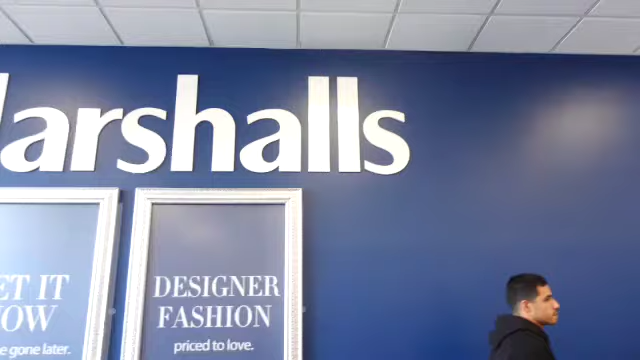 arshalls
ET IT
OW
e gone later.
DESIGNER
FASHION
priced to love.